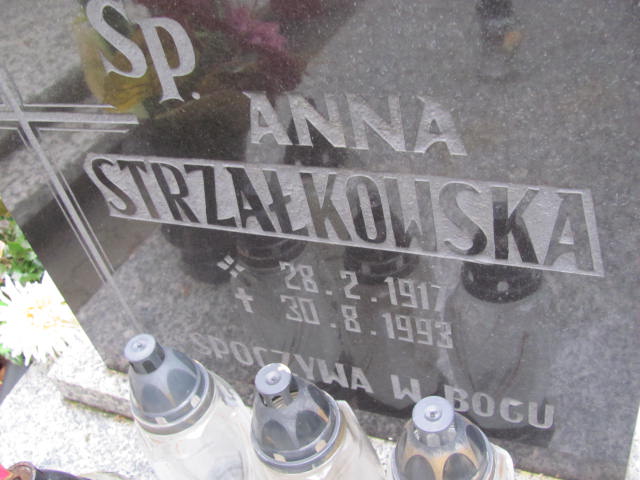 Sp.
ANNA
STRZAŁKOWSKA
28.2.1917
30.8.1993
SPOCZYWA W BOGU